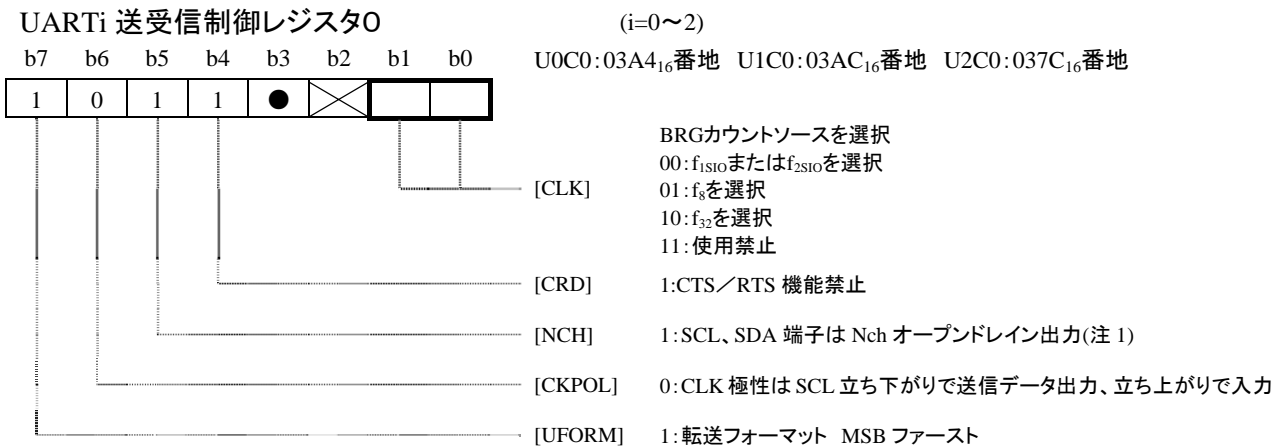 UARTi 送受信制御レジスタ0 (i=0～2)
b7 b6 b5 b4 b3 b2 b1 b0 U0C0:03A4₁₆番地 U1C0:03AC₁₆番地 U2C0:037C₁₆番地
1 0 1 1 ●
BRGカウントソースを選択
00:f₁SIOまたはf₂SIOを選択
[CLK] 01:f₈を選択
10:f₃₂を選択
11:使用禁止
[CRD] 1:CTS／RTS 機能禁止
[NCH] 1:SCL、SDA 端子は Nch オープンドレイン出力(注 1)
[CKPOL] 0:CLK 極性は SCL 立ち下がりで送信データ出力、立ち上がりで入力
[UFORM] 1:転送フォーマット MSB ファースト